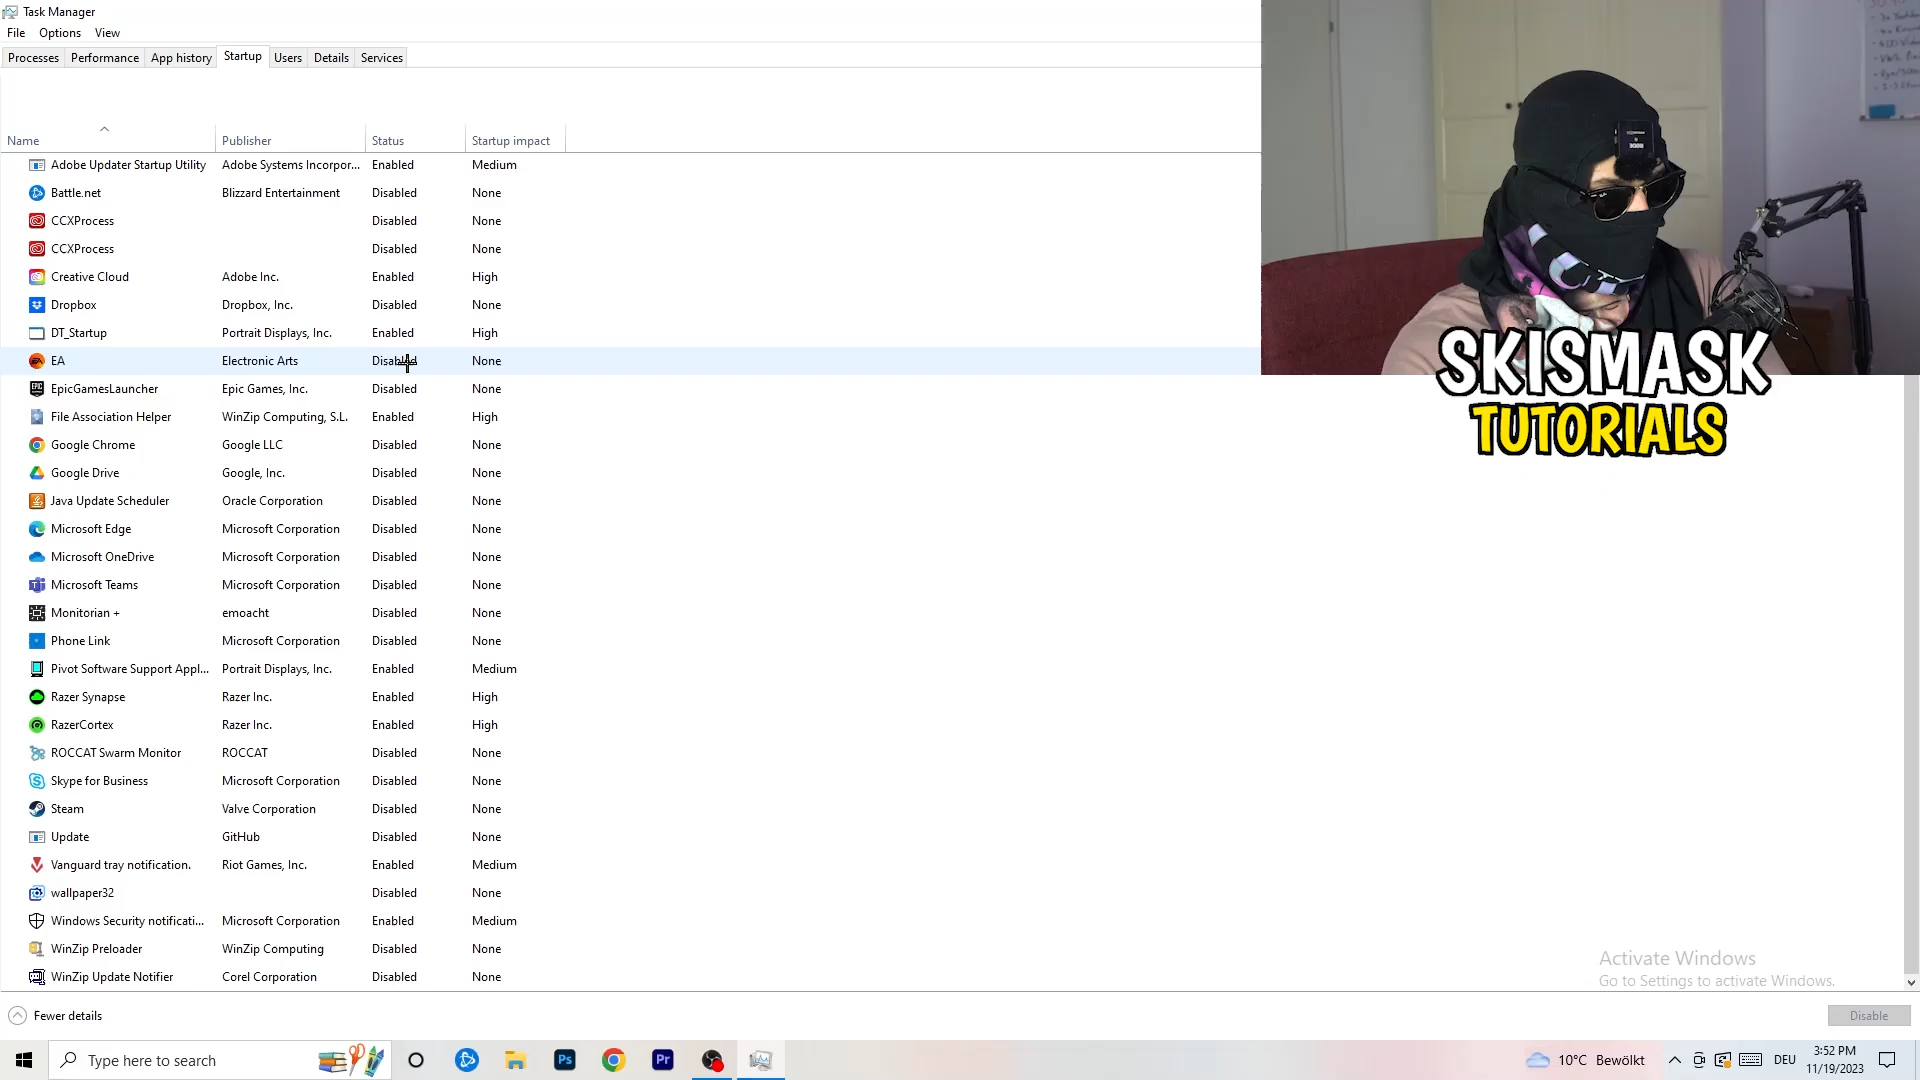 Task Manager
File Options View
Processes Performance App history Startup Users Details Services
Name Publisher Status Startup impact
Adobe Updater Startup Utility Adobe Systems Incorpor... Enabled Medium
Battle.net Blizzard Entertainment Disabled None
CCXProcess Disabled None
CCXProcess Disabled None
Creative Cloud Adobe Inc. Enabled High
Dropbox Dropbox, Inc. Disabled None
DT_Startup Portrait Displays, Inc. Enabled High
EA Electronic Arts Disabled None
EpicGamesLauncher Epic Games, Inc. Disabled None
File Association Helper WinZip Computing, S.L. Enabled High
Google Chrome Google LLC Disabled None
Google Drive Google, Inc. Disabled None
Java Update Scheduler Oracle Corporation Disabled None
Microsoft Edge Microsoft Corporation Disabled None
Microsoft OneDrive Microsoft Corporation Disabled None
Microsoft Teams Microsoft Corporation Disabled None
Monitorian + emoacht Disabled None
Phone Link Microsoft Corporation Disabled None
Pivot Software Support Appl... Portrait Displays, Inc. Enabled Medium
Razer Synapse Razer Inc. Enabled High
RazerCortex Razer Inc. Enabled High
ROCCAT Swarm Monitor ROCCAT Disabled None
Skype for Business Microsoft Corporation Disabled None
Steam Valve Corporation Disabled None
Update GitHub Disabled None
Vanguard tray notification. Riot Games, Inc. Enabled Medium
wallpaper32 Disabled None
Windows Security notificati... Microsoft Corporation Enabled Medium
WinZip Preloader WinZip Computing Disabled None
WinZip Update Notifier Corel Corporation Disabled None
SKISMASK
TUTORIALS
Activate Windows
Go to Settings to activate Windows.
Fewer details
Disable
Type here to search
Ps
Pr
10°C Bewölkt
DEU
3:52 PM
11/19/2023